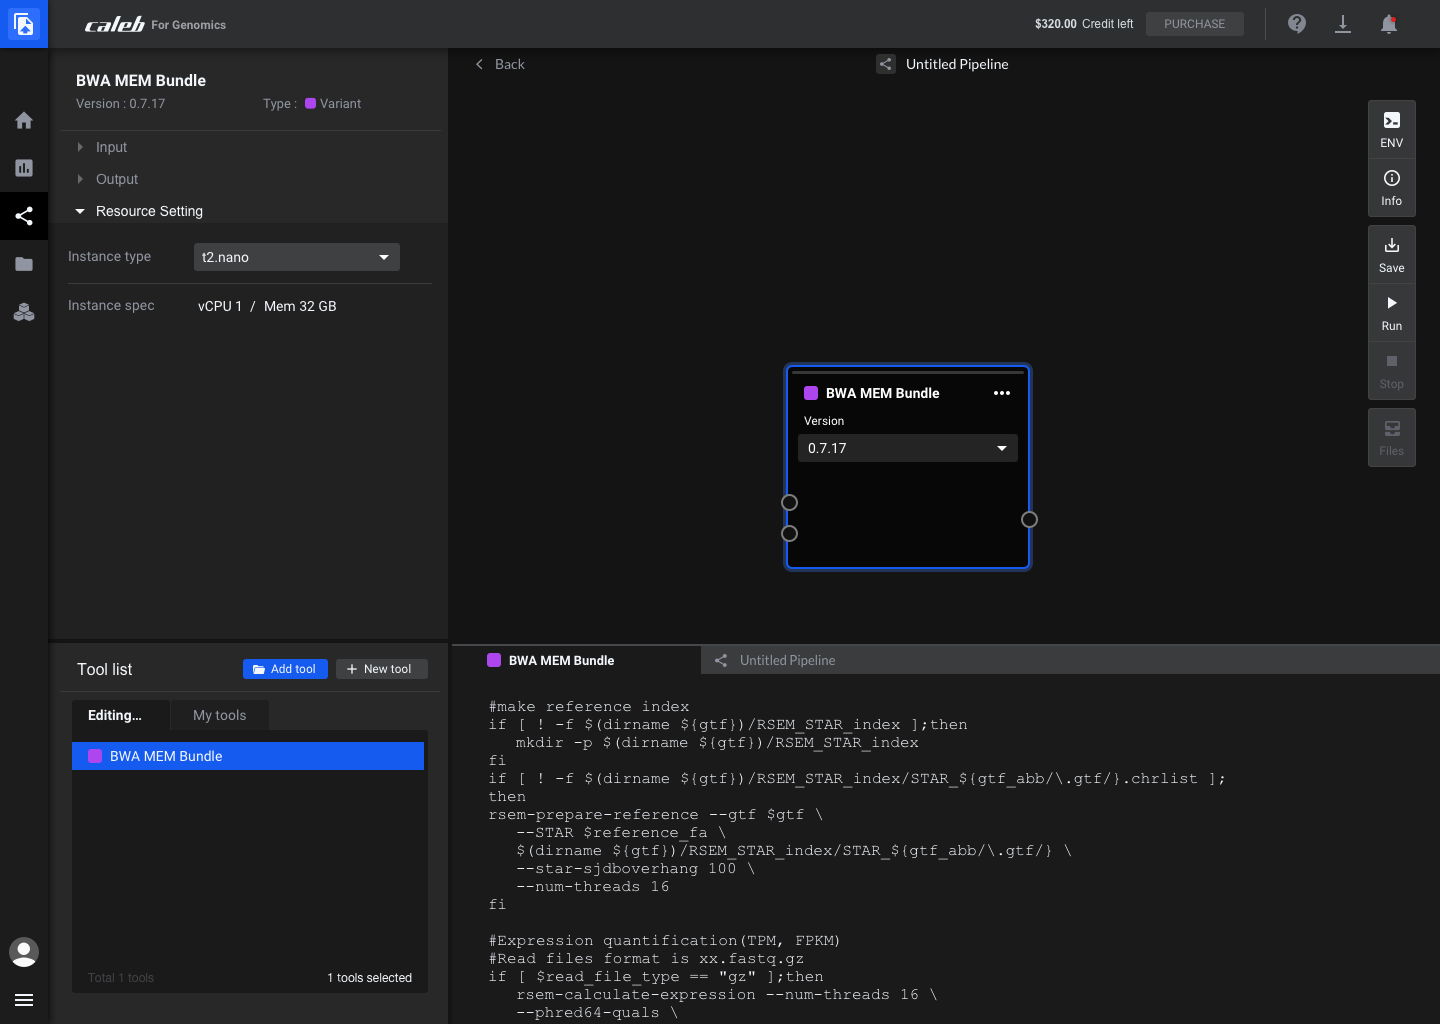 caleb For Genomics
$320.00 Credit left PURCHASE
BWA MEM Bundle
Version : 0.7.17 Type : Variant
Input
Output
Resource Setting
Instance type t2.nano
Instance spec vCPU 1 / Mem 32 GB
Back Untitled Pipeline
ENV
Info
Save
Run
Stop
Files
BWA MEM Bundle
Version
0.7.17
Tool list Add tool New tool
Editing... My tools
BWA MEM Bundle
Total 1 tools 1 tools selected
BWA MEM Bundle Untitled Pipeline
#make reference index
if [ ! -f $(dirname ${gtf})/RSEM_STAR_index ];then
mkdir -p $(dirname ${gtf})/RSEM_STAR_index
fi
if [ ! -f $(dirname ${gtf})/RSEM_STAR_index/STAR_${gtf_abb/\.gtf/}.chrlist ];
then
rsem-prepare-reference --gtf $gtf \
--STAR $reference_fa \
$(dirname ${gtf})/RSEM_STAR_index/STAR_${gtf_abb/\.gtf/} \
--star-sjdboverhang 100 \
--num-threads 16
fi
#Expression quantification(TPM, FPKM)
#Read files format is xx.fastq.gz
if [ $read_file_type == "gz" ];then
rsem-calculate-expression --num-threads 16 \
--phred64-quals \